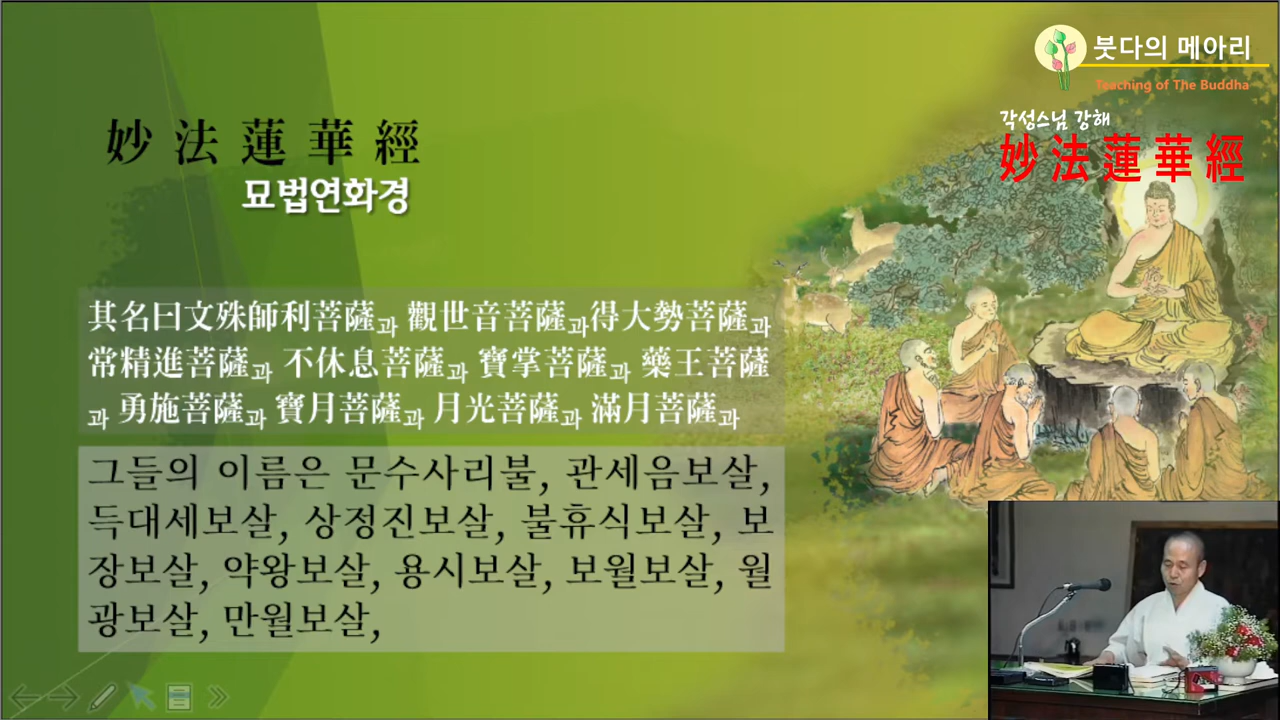 붓다의 메아리
Teaching of The Buddha
각성스님 강해
妙法蓮華經
妙法蓮華經
묘법연화경
其名曰文殊師利菩薩과 觀世音菩薩과得大勢菩薩과
常精進菩薩과 不休息菩薩과 寶掌菩薩과 藥王菩薩
과 勇施菩薩과 寶月菩薩과 月光菩薩과 滿月菩薩과
그들의 이름은 문수사리불, 관세음보살,
득대세보살, 상정진보살, 불휴식보살, 보
장보살, 약왕보살, 용시보살, 보월보살, 월
광보살, 만월보살,